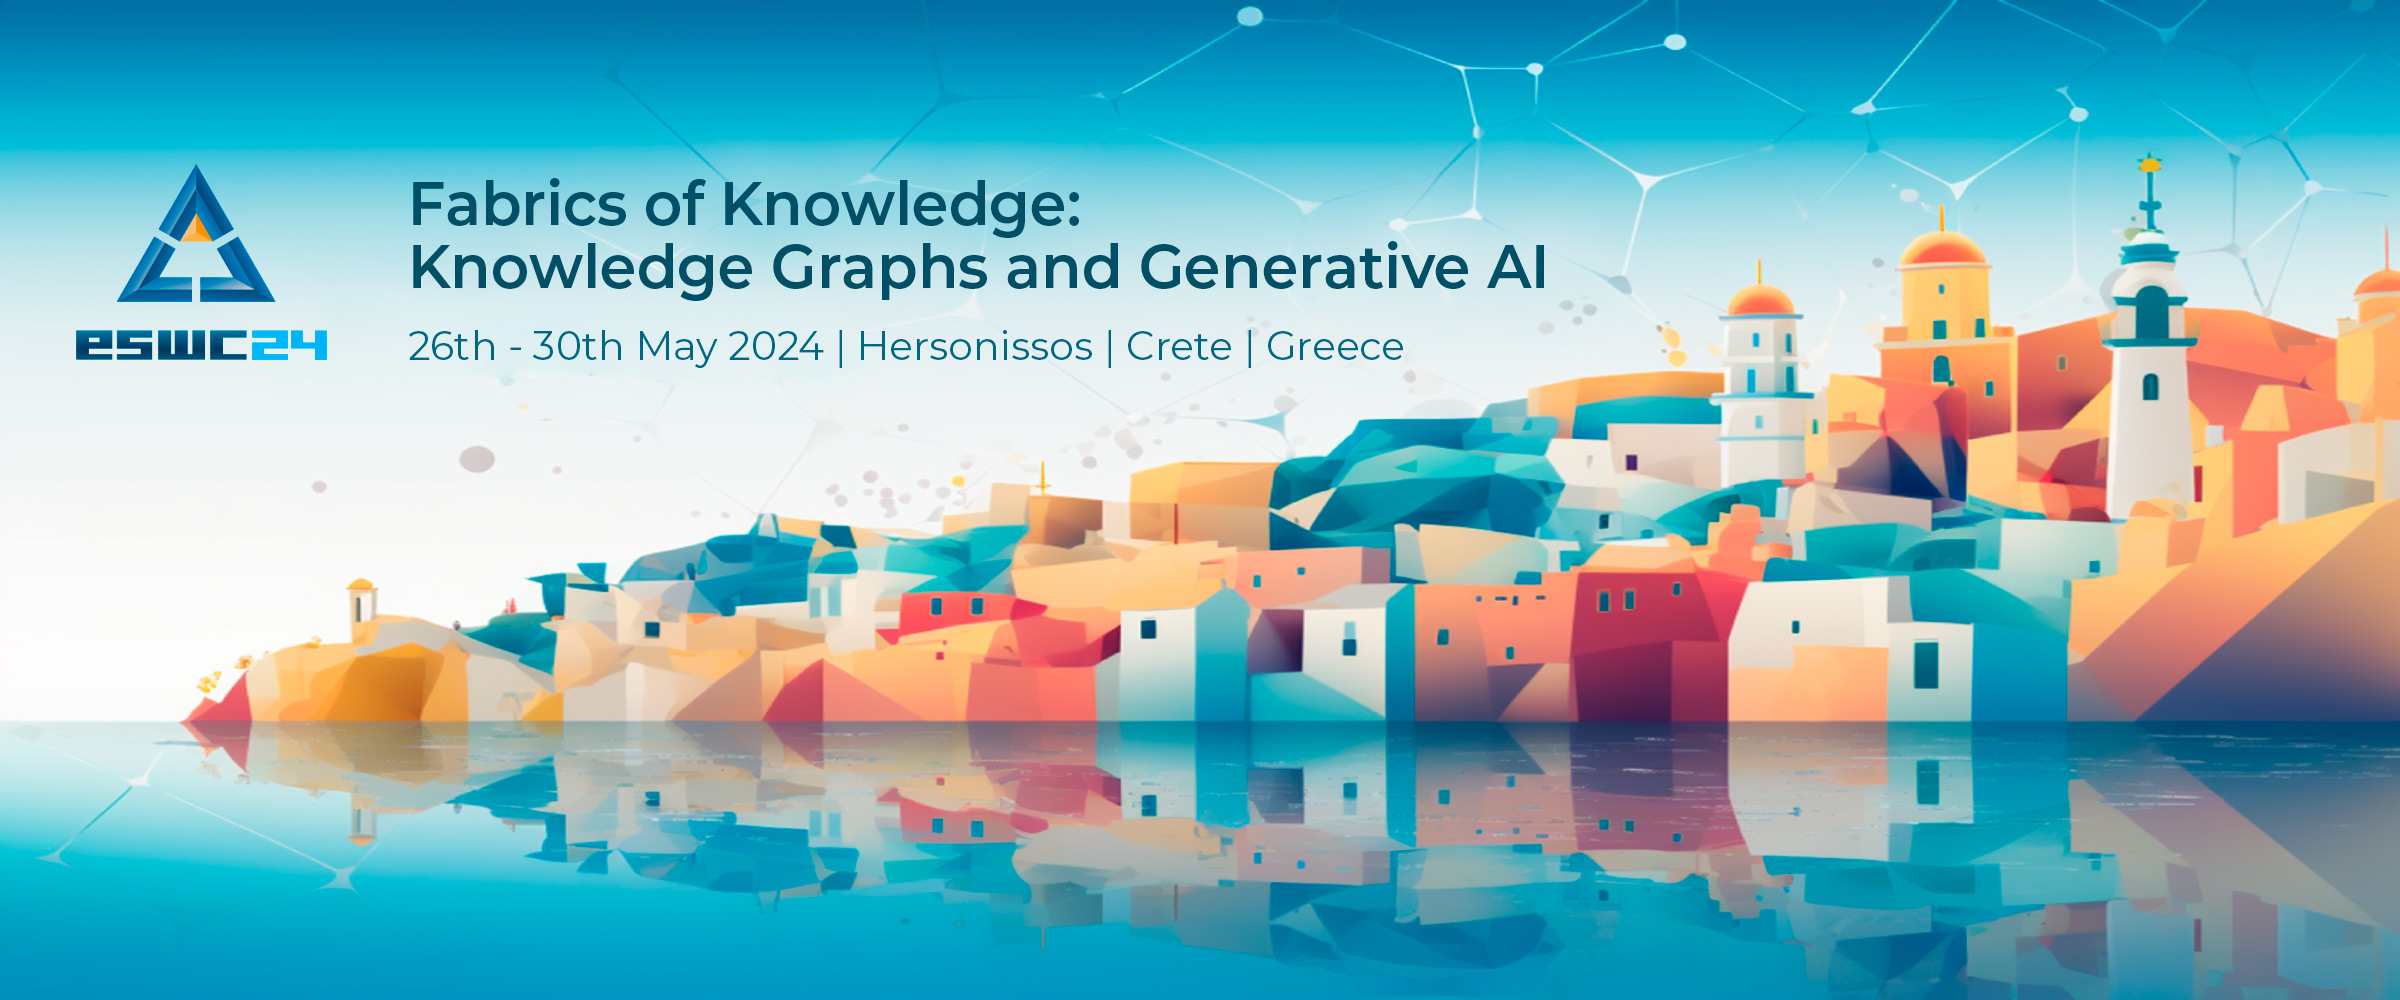 Fabrics of Knowledge:
Knowledge Graphs and Generative AI
26th - 30th May 2024 | Hersonissos | Crete | Greece
eswc24